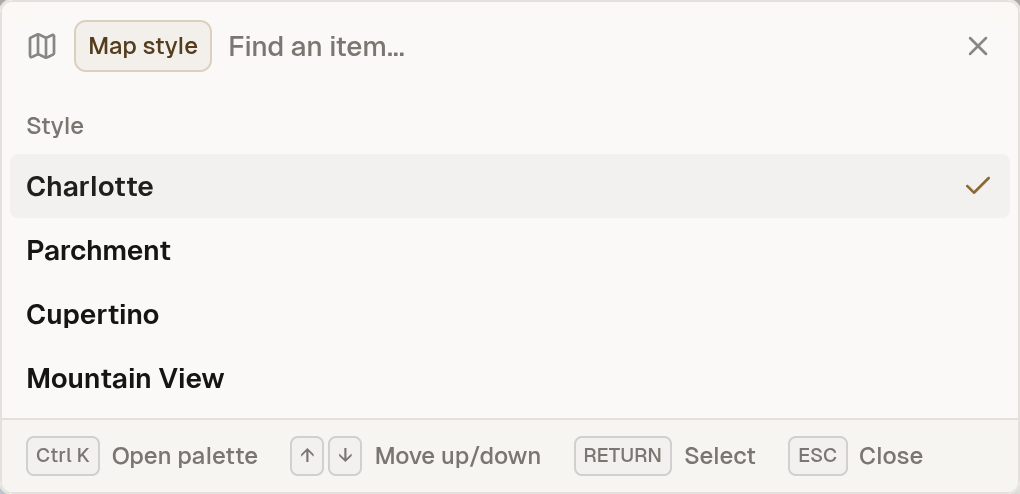 Map style Find an item...
Style
Charlotte
Parchment
Cupertino
Mountain View
Ctrl K Open palette ↑ ↓ Move up/down RETURN Select ESC Close